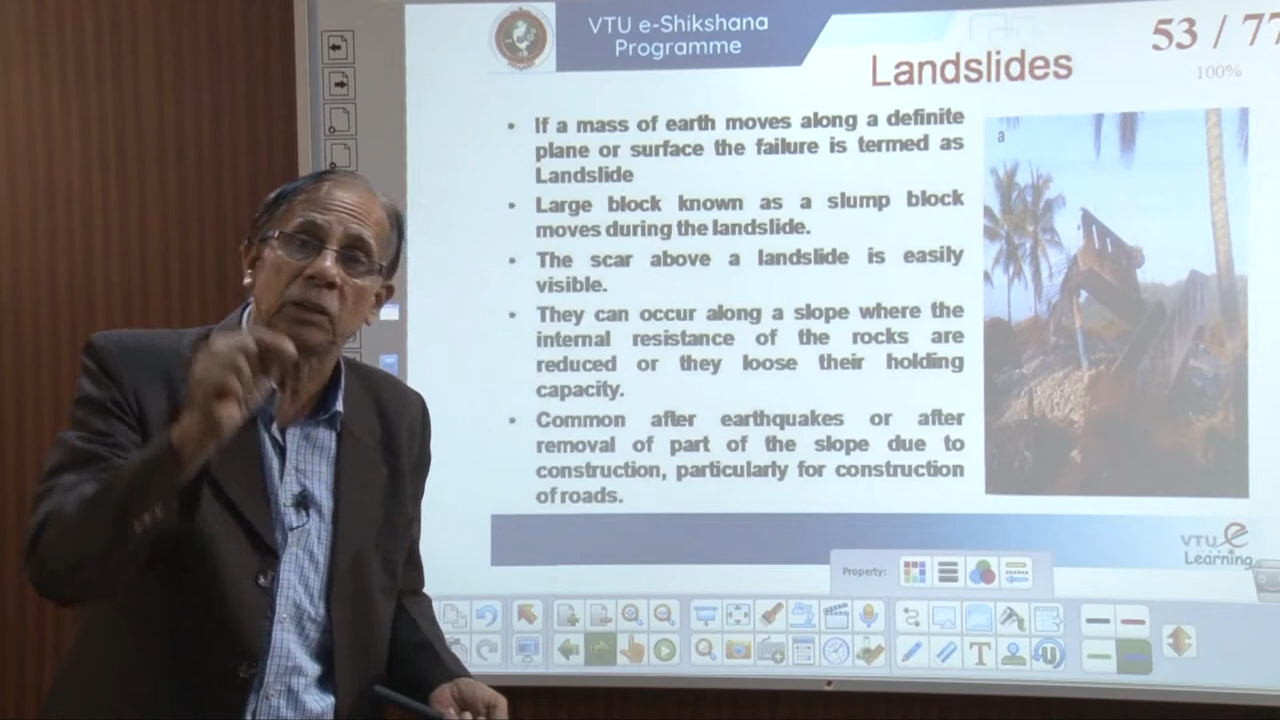 VTU e-Shikshana
Programme
53 / 77
100%
Landslides
• If a mass of earth moves along a definite
plane or surface the failure is termed as
Landslide
• Large block known as a slump block
moves during the landslide.
• The scar above a landslide is easily
visible.
• They can occur along a slope where the
internal resistance of the rocks are
reduced or they loose their holding
capacity.
• Common after earthquakes or after
removal of part of the slope due to
construction, particularly for construction
of roads.
a
VTU e
Learning
Property:
T